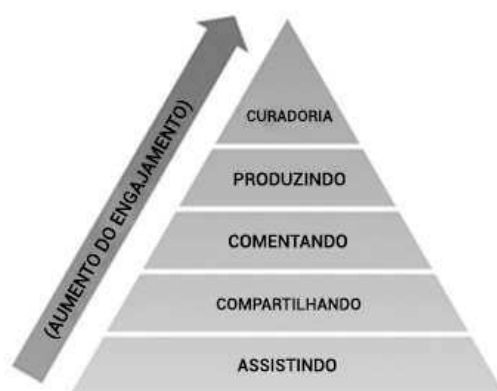 (AUMENTO DO ENGAJAMENTO)
CURADORIA
PRODUZINDO
COMENTANDO
COMPARTILHANDO
ASSISTINDO